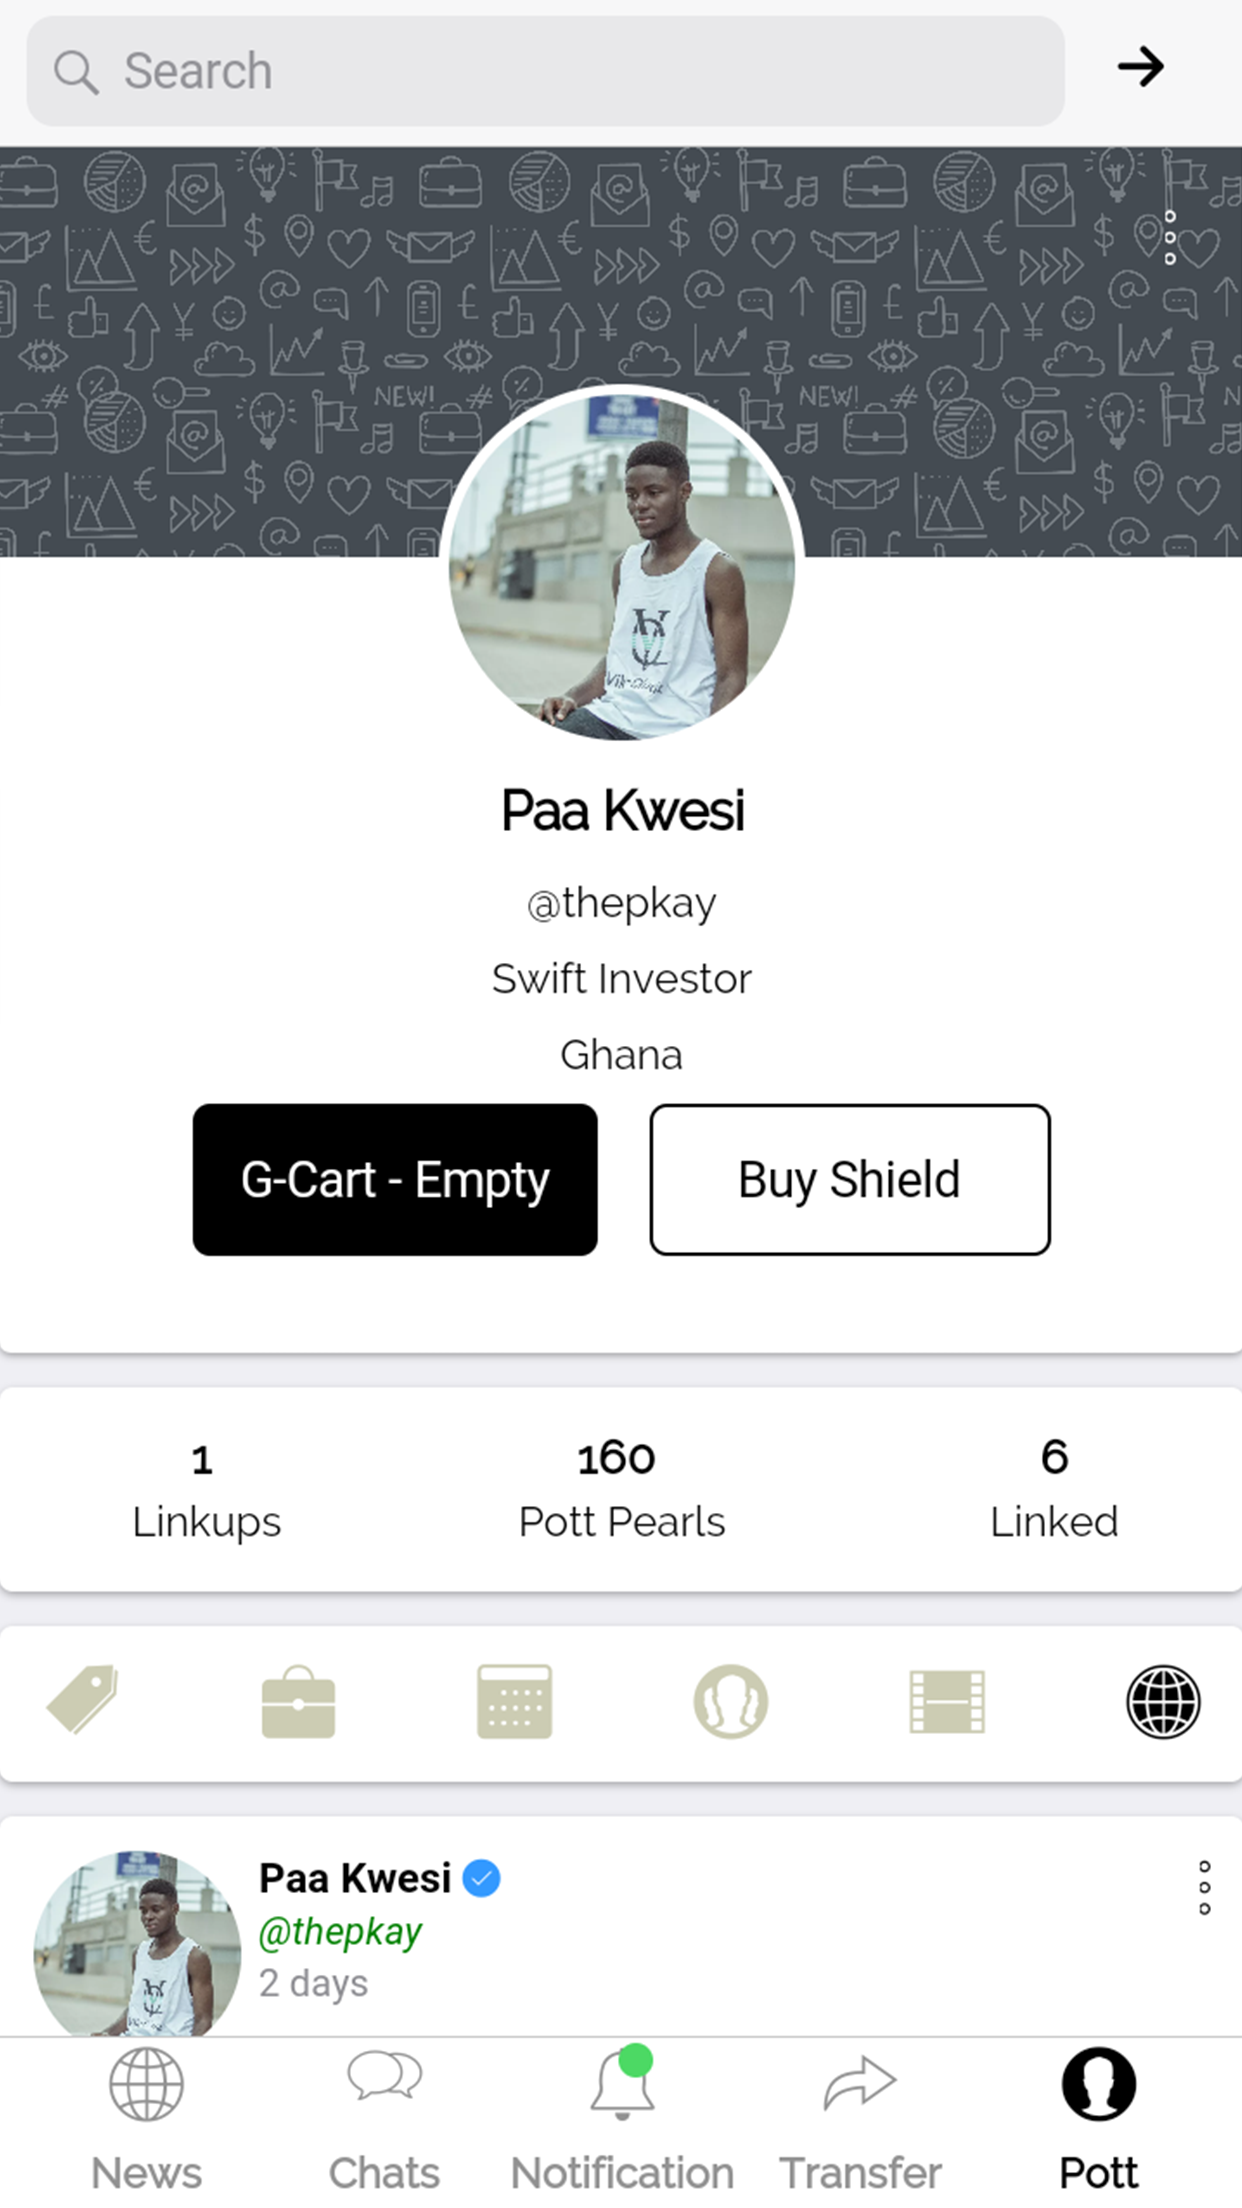 Search
NEW!
NEW!
Paa Kwesi
@thepkay
Swift Investor
Ghana
G-Cart - Empty
Buy Shield
1
160
6
Linkups
Pott Pearls
Linked
Paa Kwesi
@thepkay
2 days
News
Chats
Notification
Transfer
Pott